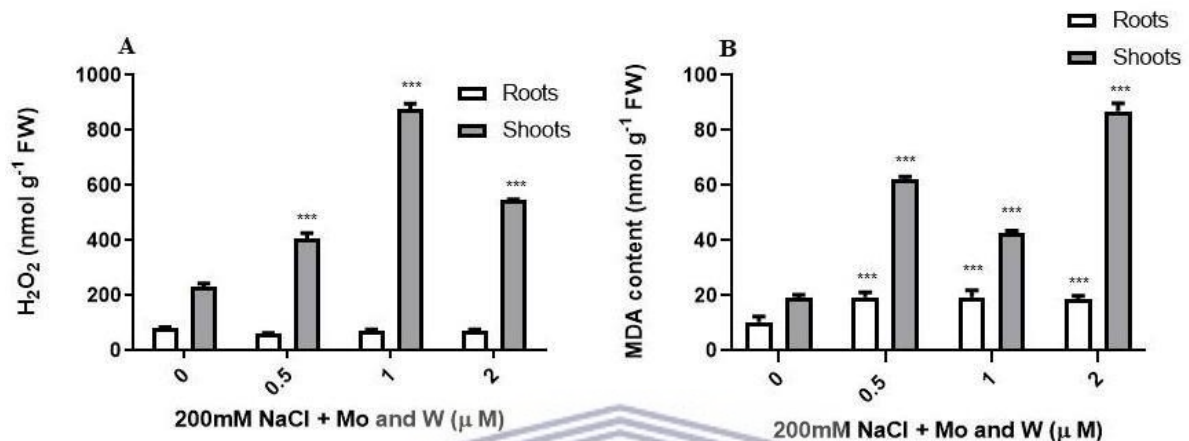 A
H2O2 (nmol g-1 FW)
1000
800
600
400
200
0
Roots
Shoots
***
***
***
0
0.5
1
2
200mM NaCl + Mo and W (μ M)
B
Roots
Shoots
MDA content (nmol g-1 FW)
100
80
60
40
20
0
***
***
***
***
***
***
0
0.5
1
2
200mM NaCl + Mo and W (μ M)